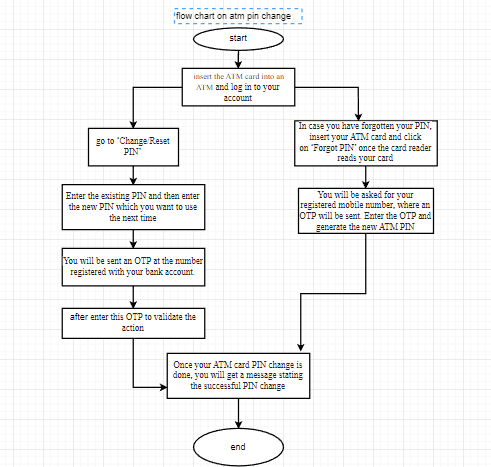 flow chart on atm pin change
start
insert the ATM card into an
ATM and log in to your
account
go to "Change/Reset
PIN"
In case you have forgotten your PIN,
insert your ATM card and click
on 'Forgot PIN' once the card reader
reads your card
Enter the existing PIN and then enter
the new PIN which you want to use
the next time
You will be asked for your
registered mobile number, where an
OTP will be sent. Enter the OTP and
generate the new ATM PIN
You will be sent an OTP at the number
registered with your bank account.
after enter this OTP to validate the
action
Once your ATM card PIN change is
done, you will get a message stating
the successful PIN change
end